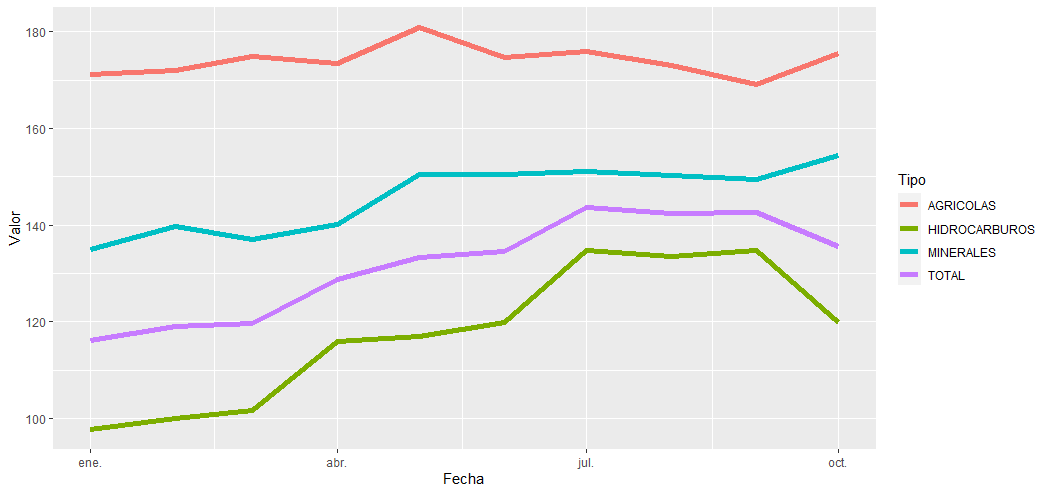 Valor
180
160
140
120
100
ene.
abr.
jul.
oct.
Fecha
Tipo
AGRICOLAS
HIDROCARBUROS
MINERALES
TOTAL